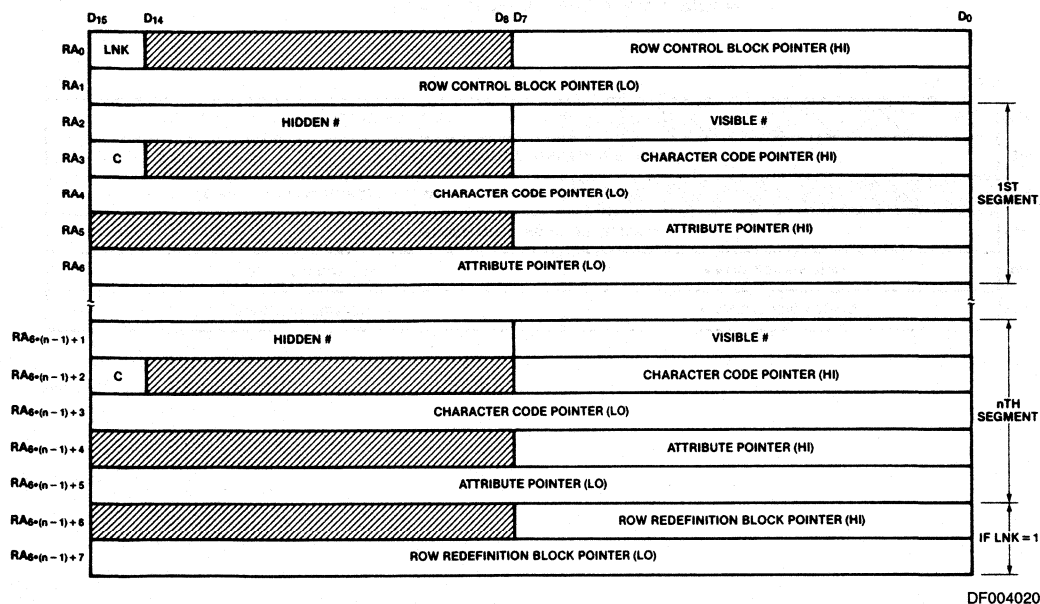 D15 D14 D8 D7 D0
RA0 LNK ROW CONTROL BLOCK POINTER (HI)
RA1 ROW CONTROL BLOCK POINTER (LO)
RA2 HIDDEN # VISIBLE #
RA3 C CHARACTER CODE POINTER (HI)
RA4 CHARACTER CODE POINTER (LO)
1ST
SEGMENT
RA5 ATTRIBUTE POINTER (HI)
RA6 ATTRIBUTE POINTER (LO)
RA6*(n – 1) + 1 HIDDEN # VISIBLE #
RA6*(n – 1) + 2 C CHARACTER CODE POINTER (HI)
RA6*(n – 1) + 3 CHARACTER CODE POINTER (LO)
nTH
SEGMENT
RA6*(n – 1) + 4 ATTRIBUTE POINTER (HI)
RA6*(n – 1) + 5 ATTRIBUTE POINTER (LO)
RA6*(n – 1) + 6 ROW REDEFINITION BLOCK POINTER (HI)
IF LNK = 1
RA6*(n – 1) + 7 ROW REDEFINITION BLOCK POINTER (LO)
DF004020